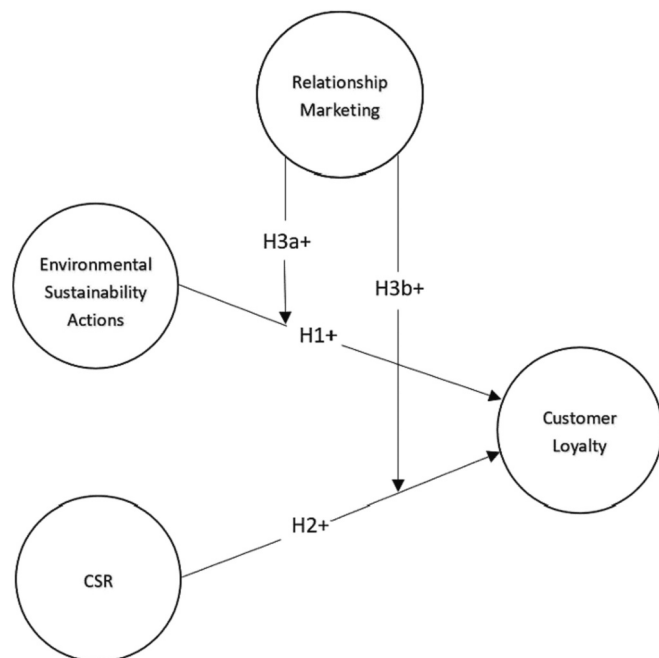 Relationship
Marketing
H3a+
Environmental
Sustainability
Actions
H3b+
H1+
Customer
Loyalty
H2+
CSR